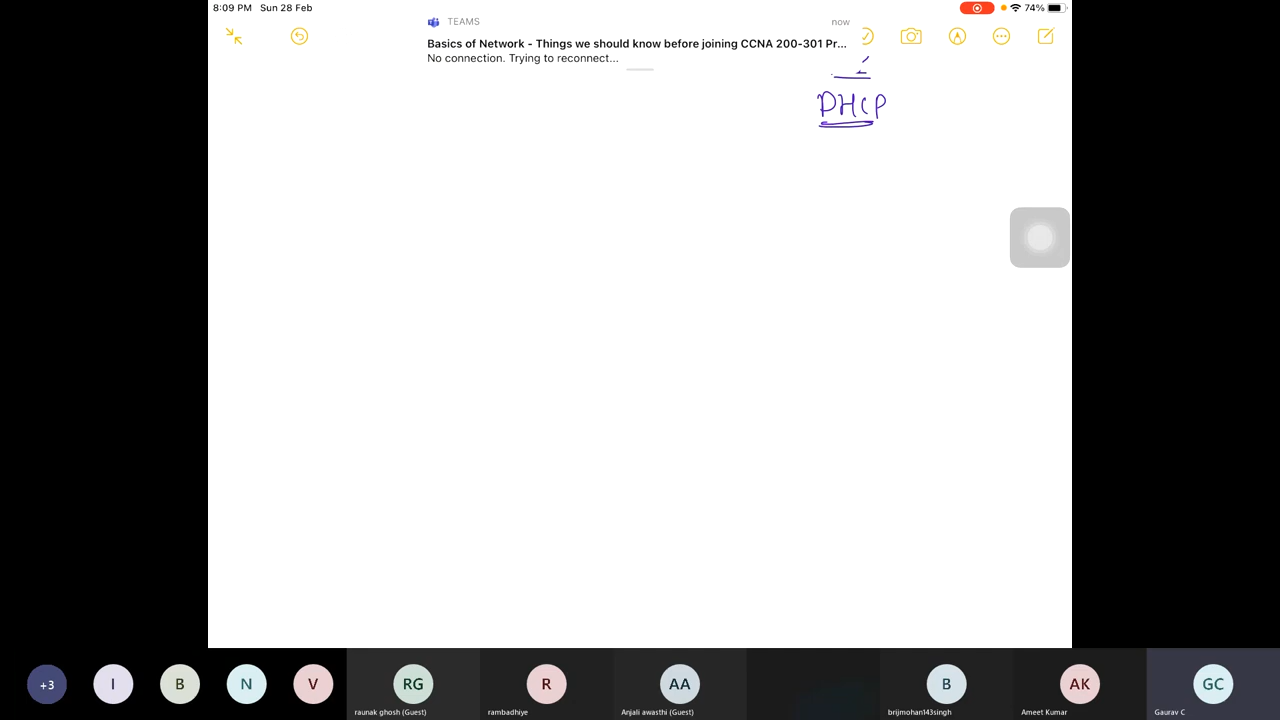 8:09 PM Sun 28 Feb
74%
TEAMS
now
Basics of Network - Things we should know before joining CCNA 200-301 Pr...
No connection. Trying to reconnect...
DHCP
+3
I
B
N
V
RG
R
AA
B
AK
GC
raunak ghosh (Guest)
rambadhiye
Anjali awasthi (Guest)
brijmohan143singh
Ameet Kumar
Gaurav C